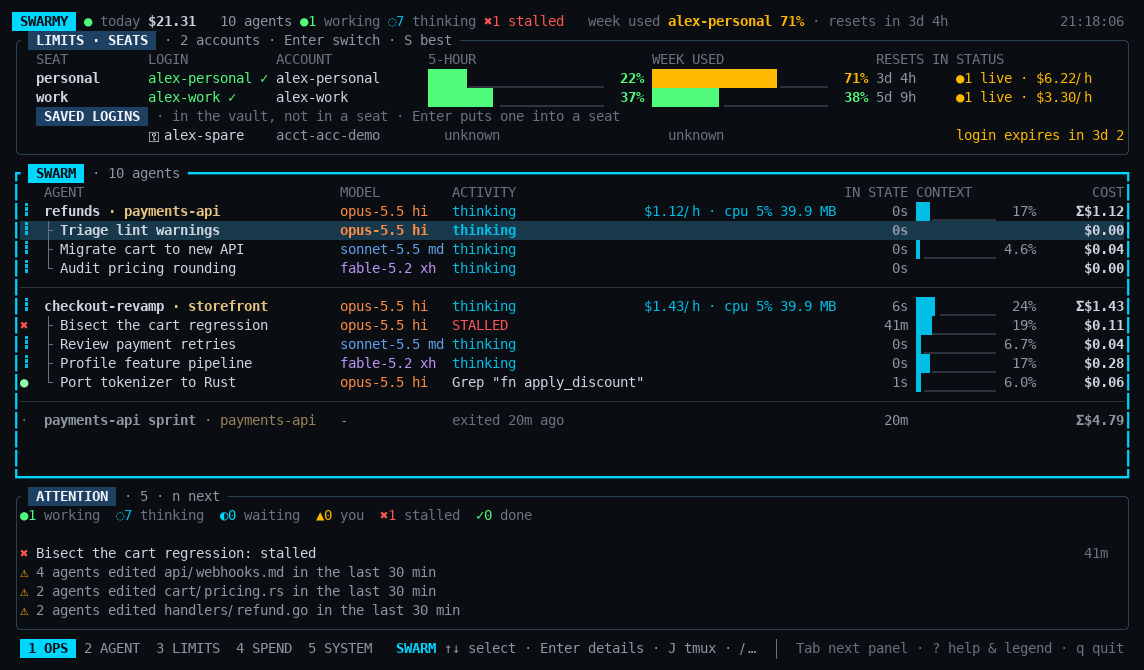 SWARMY ● today $21.31 10 agents ●1 working ◌7 thinking ✖1 stalled week used alex-personal 71% · resets in 3d 4h 21:18:06
LIMITS · SEATS · 2 accounts · Enter switch · S best
SEAT LOGIN ACCOUNT 5-HOUR WEEK USED RESETS IN STATUS
personal alex-personal ✓ alex-personal 22% 71% 3d 4h ●1 live · $6.22/h
work alex-work ✓ alex-work 37% 38% 5d 9h ●1 live · $3.30/h
SAVED LOGINS · in the vault, not in a seat · Enter puts one into a seat
⚿ alex-spare acct-acc-demo unknown unknown login expires in 3d 2
SWARM · 10 agents
AGENT MODEL ACTIVITY IN STATE CONTEXT COST
refunds · payments-api opus-5.5 hi thinking $1.12/h · cpu 5% 39.9 MB 0s 17% Σ$1.12
├ Triage lint warnings opus-5.5 hi thinking 0s $0.00
├ Migrate cart to new API sonnet-5.5 md thinking 0s 4.6% $0.04
└ Audit pricing rounding fable-5.2 xh thinking 0s $0.00
checkout-revamp · storefront opus-5.5 hi thinking $1.43/h · cpu 5% 39.9 MB 6s 24% Σ$1.43
✖ ├ Bisect the cart regression opus-5.5 hi STALLED 41m 19% $0.11
├ Review payment retries sonnet-5.5 md thinking 0s 6.7% $0.04
├ Profile feature pipeline fable-5.2 xh thinking 0s 17% $0.28
● └ Port tokenizer to Rust opus-5.5 hi Grep "fn apply_discount" 1s 6.0% $0.06
· payments-api sprint · payments-api - exited 20m ago 20m Σ$4.79
ATTENTION · 5 · n next
●1 working ◌7 thinking ◐0 waiting ▲0 you ✖1 stalled ✓0 done
✖ Bisect the cart regression: stalled 41m
⚠ 4 agents edited api/webhooks.md in the last 30 min
⚠ 2 agents edited cart/pricing.rs in the last 30 min
⚠ 2 agents edited handlers/refund.go in the last 30 min
1 OPS 2 AGENT 3 LIMITS 4 SPEND 5 SYSTEM SWARM ↑↓ select · Enter details · J tmux · /… │ Tab next panel · ? help & legend · q quit